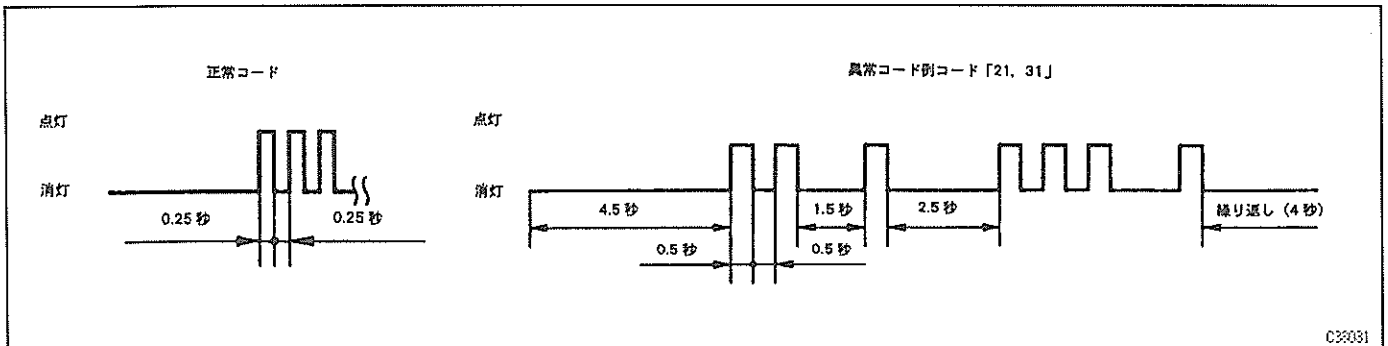 正常コード
点灯
消灯
0.25 秒
0.25 秒
異常コード例コード「21, 31」
点灯
消灯
4.5 秒
1.5 秒
2.5 秒
繰り返し (4 秒)
0.5 秒
0.5 秒